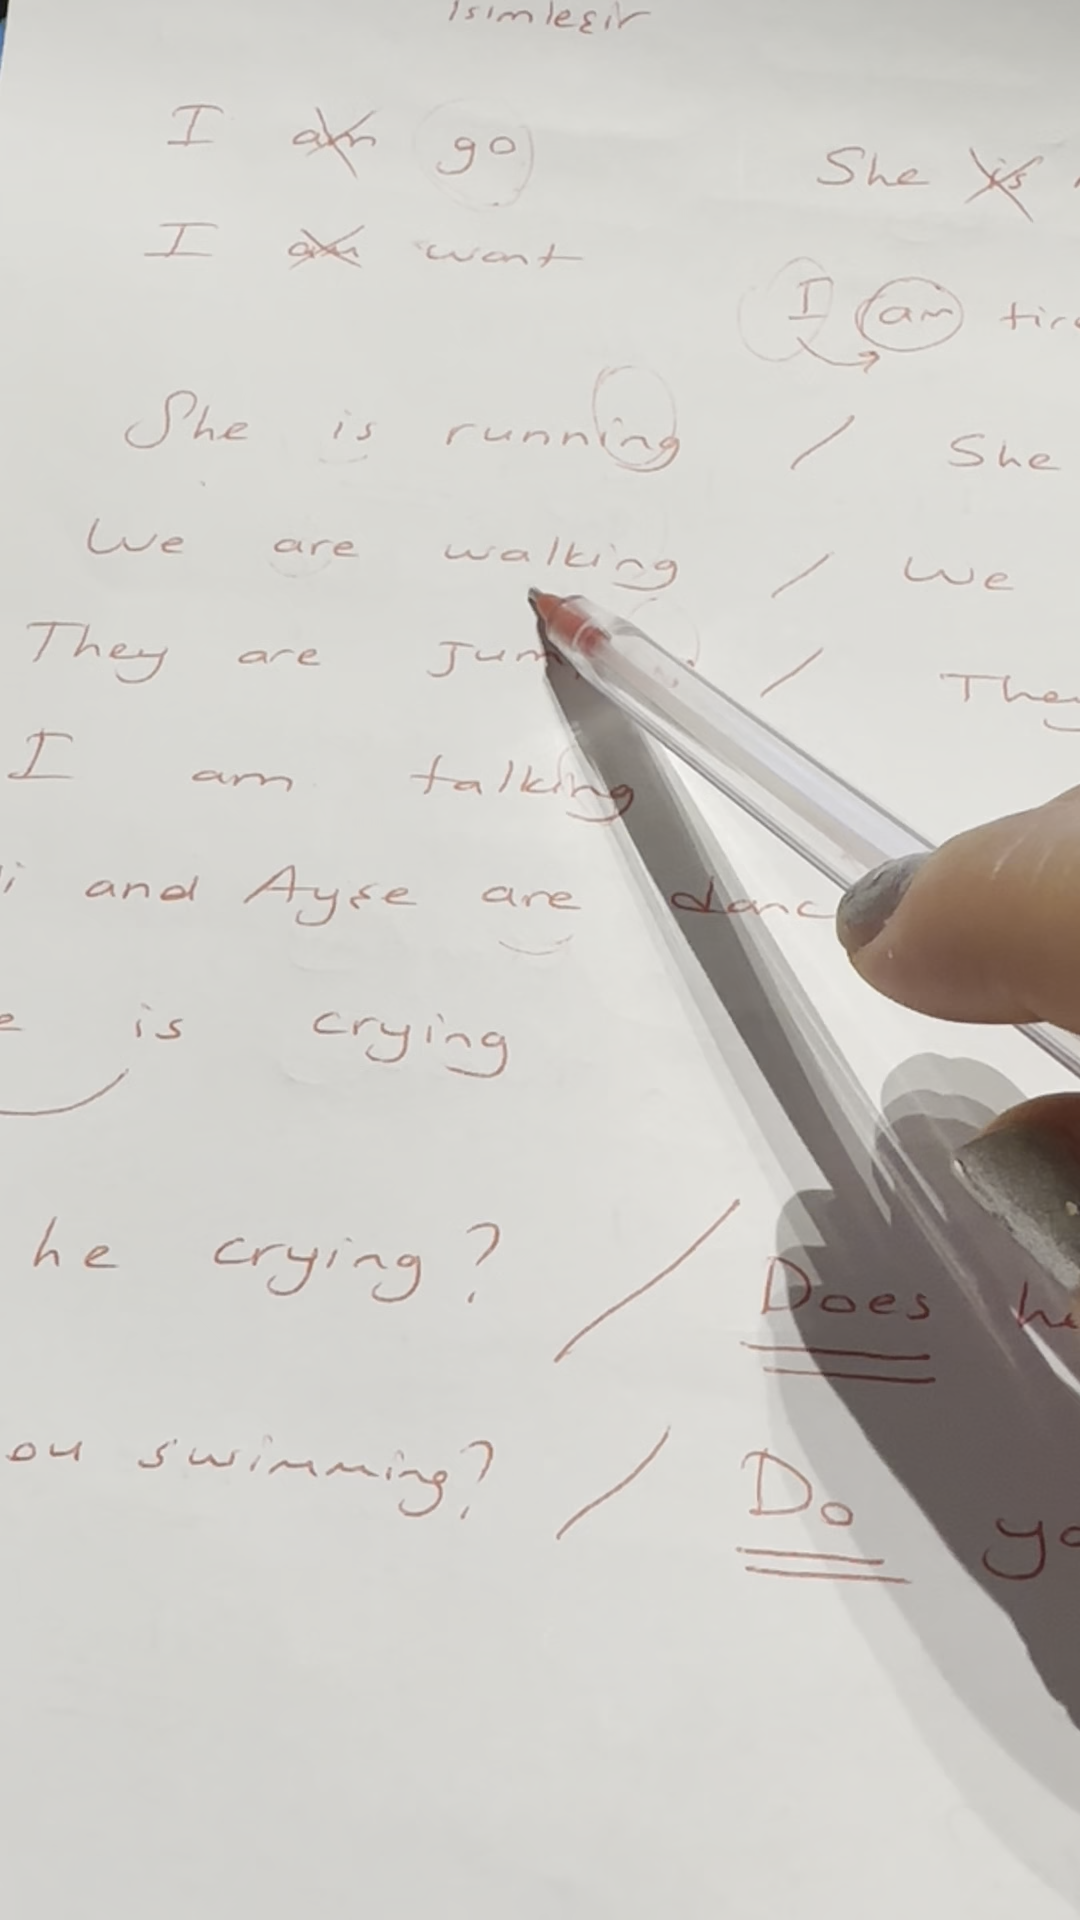 isimleşir
I am go
She is
I am want
I am
She is running / She
We are walking / We
They are / They
I am talking
and Ayşe are
is crying
he crying? / Does
swimming? / Do